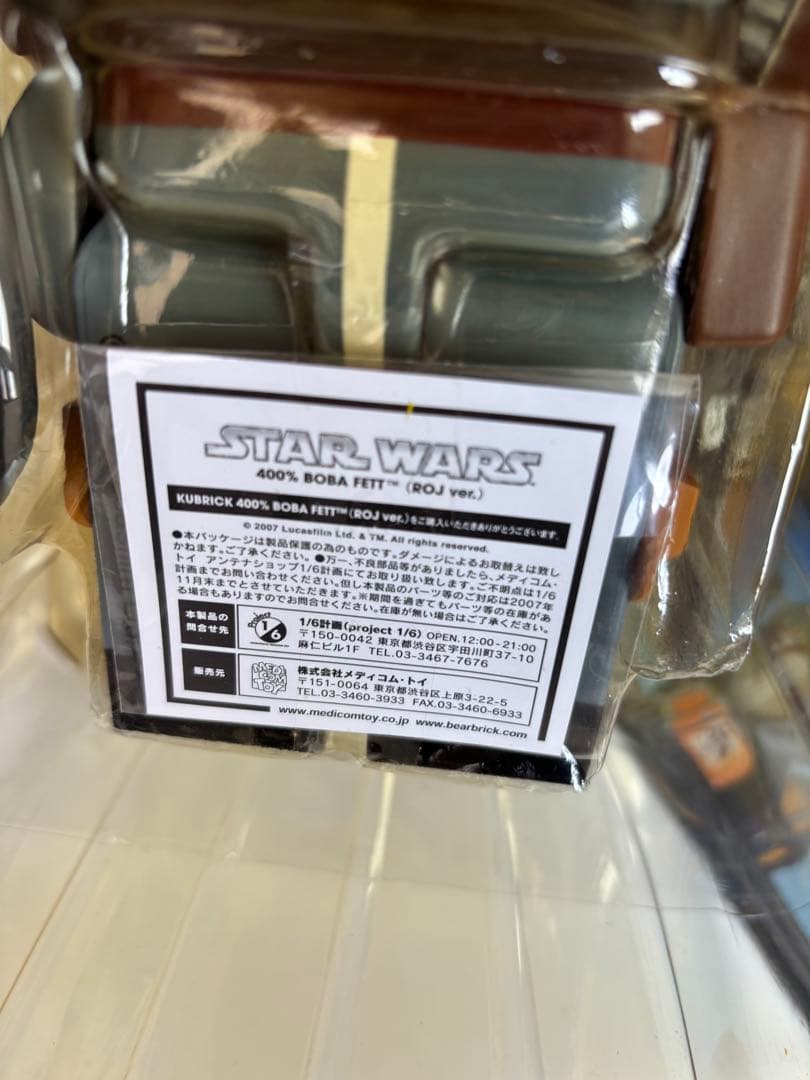 STAR WARS
400% BOBA FETT™ (ROJ ver.)
KUBRICK 400% BOBA FETT™(ROJ ver.)をご購入いただきありがとうございます。
© 2007 Lucasfilm Ltd. & TM. All rights reserved.
●本パッケージは製品保護の為のものです。ダメージによるお取替えは致し
かねます。ご了承ください。●万一、不良部品等がありましたら、メディコム・
トイ アンテナショップ1/6計画にてお取り扱い致します。ご不明点は1/6
計画までお問い合わせください。但し本製品のパーツ等のご対応は2007年
11月末までとさせていただきます。※期間を過ぎてもパーツ等の在庫があ
る場合もありますのでお問合せください。在庫が無い場合はご了承ください。
本製品の
問合せ先
Project
1/6
1/6計画(project 1/6) OPEN.12:00-21:00
〒150-0042 東京都渋谷区宇田川町37-10
麻仁ビル1F TEL.03-3467-7676
販売元
MEDI
COM
TOY
株式会社メディコム・トイ
〒151-0064 東京都渋谷区上原3-22-5
TEL.03-3460-3933 FAX.03-3460-6933
www.medicomtoy.co.jp www.bearbrick.com